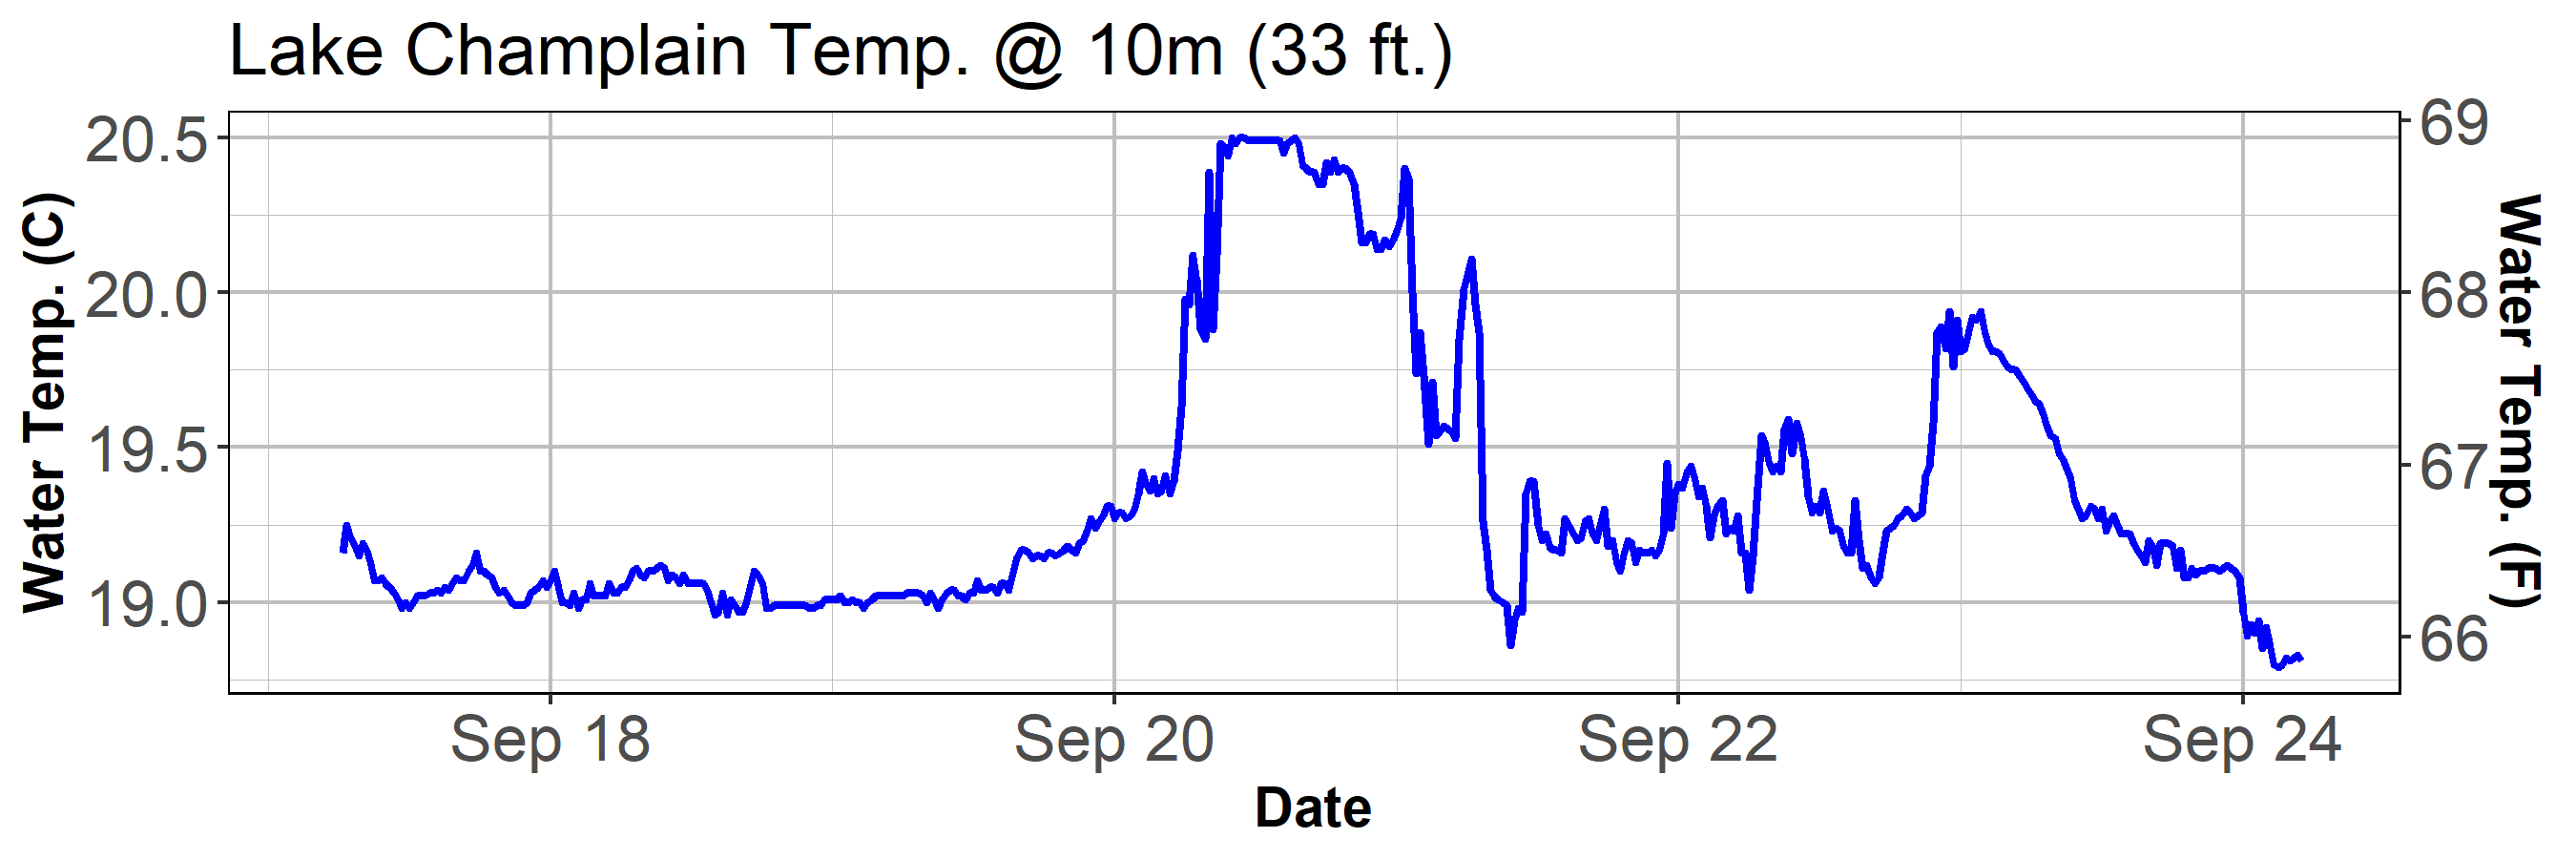 Lake Champlain Temp. @ 10m (33 ft.)
Water Temp. (C)
20.5
20.0
19.5
19.0
69
68
67
66
Water Temp. (F)
Sep 18 Sep 20 Sep 22 Sep 24
Date